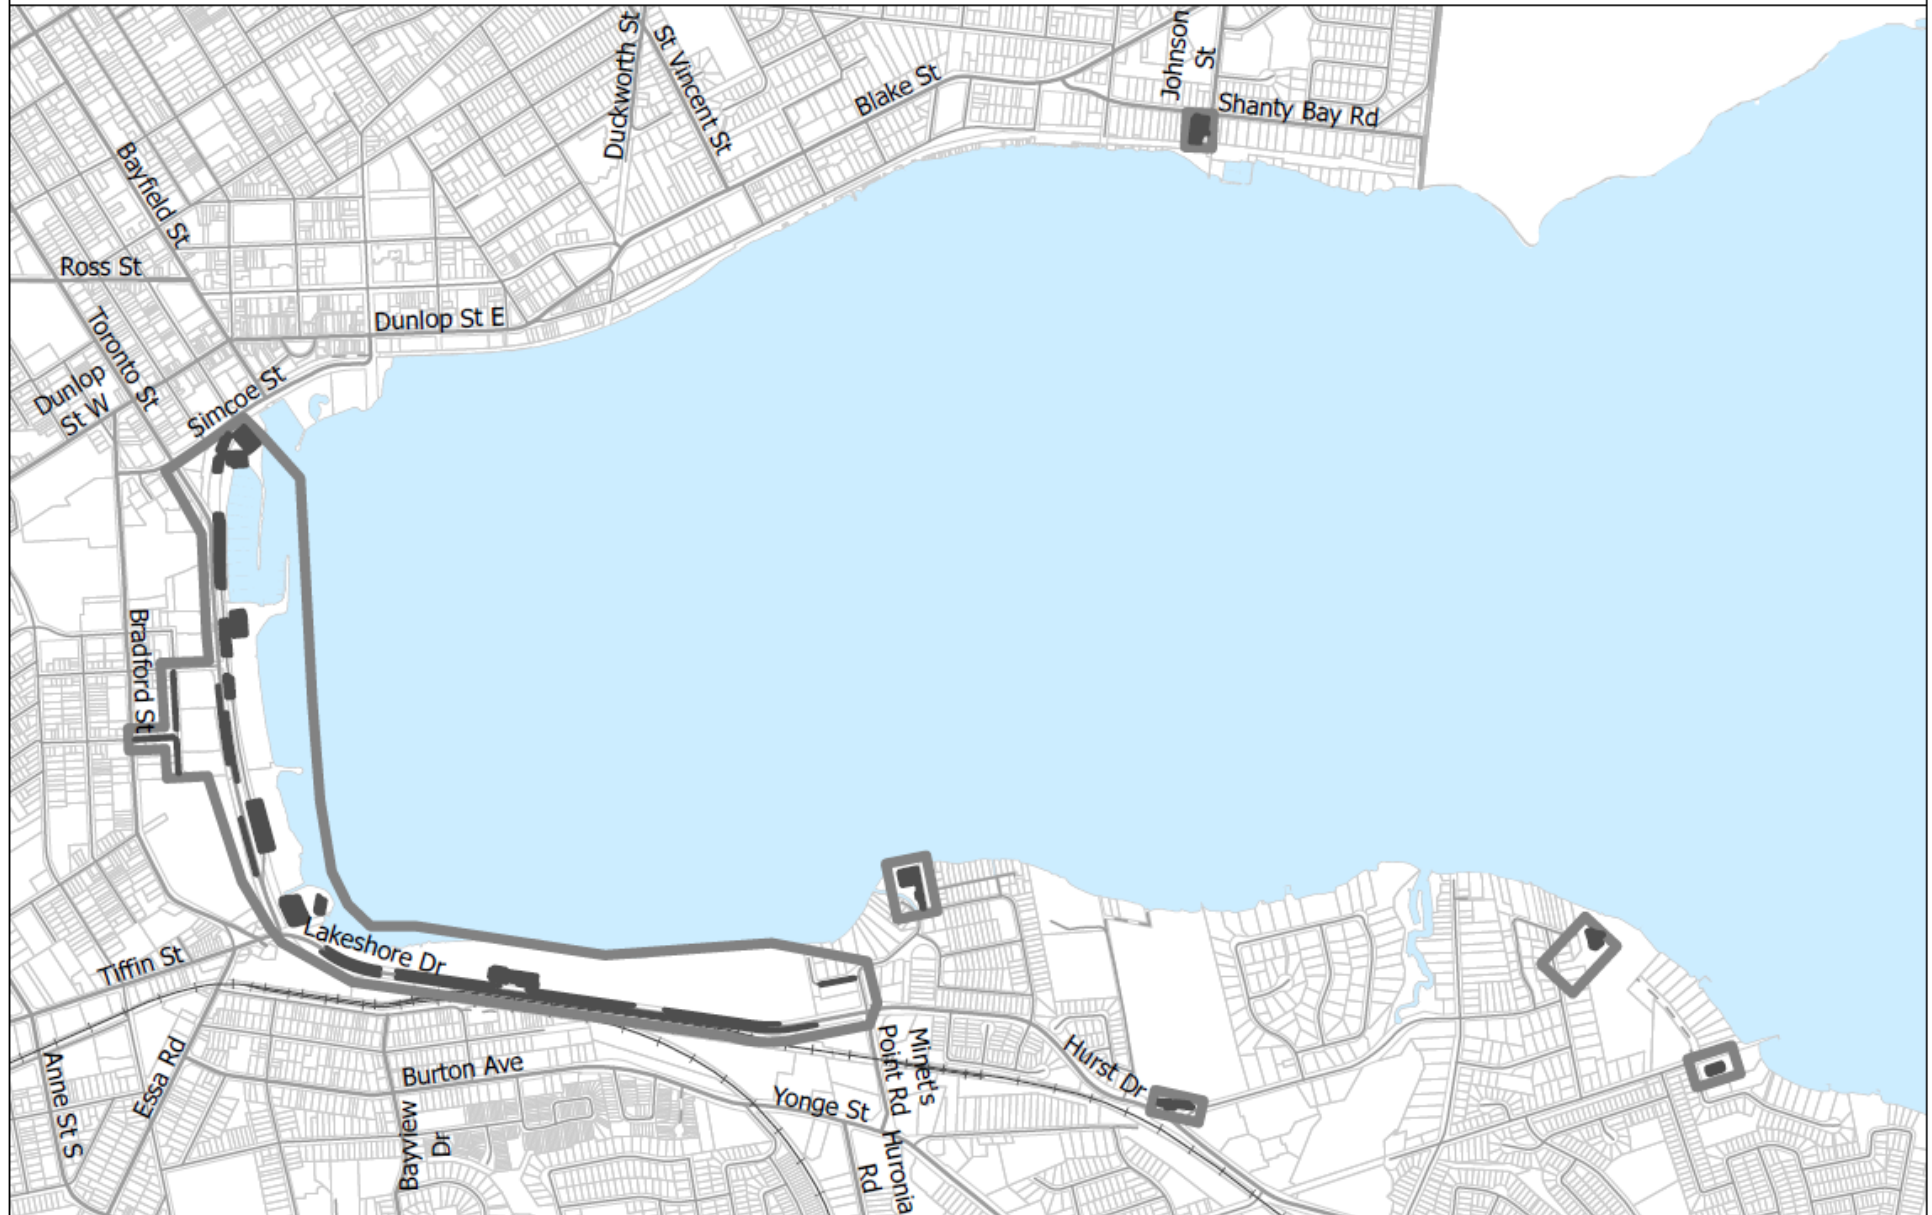 Duckworth St
St Vincent St
Blake St
Johnson
St
Shanty Bay Rd
Bayfield St
Ross St
Toronto St
Dunlop St E
Dunlop
St W
Simcoe St
Bradford St
Lakeshore Dr
Tiffin St
Anne St S
Essa Rd
Burton Ave
Bayview
Dr
Yonge St
Minet's
Point Rd
Huronia
Rd
Hurst Dr